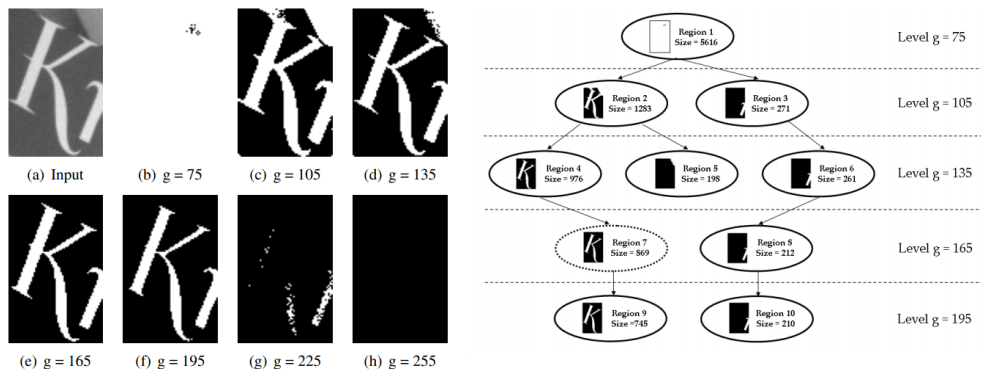 (a) Input
(b) g = 75
(c) g = 105
(d) g = 135
(e) g = 165
(f) g = 195
(g) g = 225
(h) g = 255
Region 1
Size = 5616
Level g = 75
Region 2
Size = 1283
Region 3
Size = 271
Level g = 105
Region 4
Size = 976
Region 5
Size = 198
Region 6
Size = 261
Level g = 135
Region 7
Size = 869
Region 8
Size = 212
Level g = 165
Region 9
Size =745
Region 10
Size = 210
Level g = 195